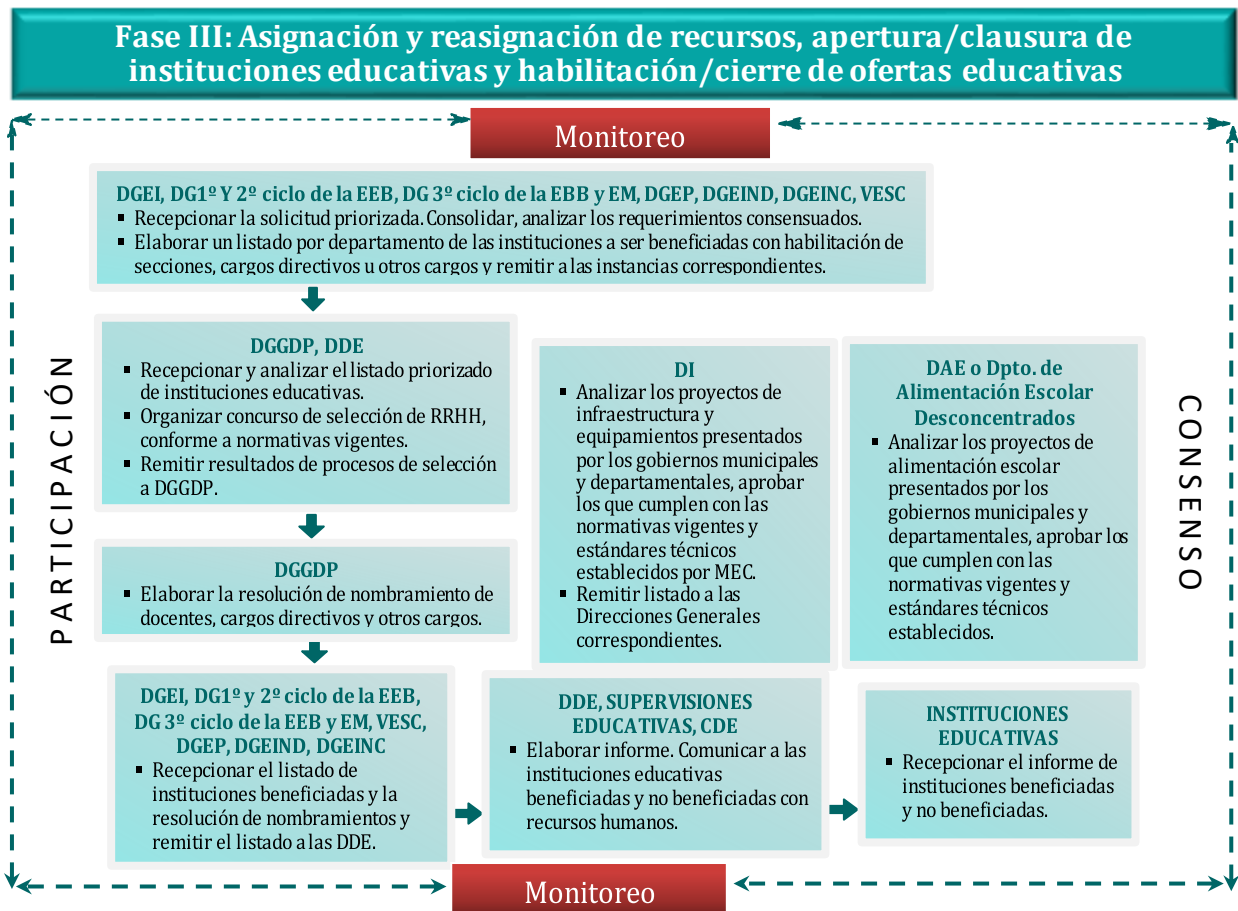 Fase III: Asignación y reasignación de recursos, apertura/clausura de
instituciones educativas y habilitación/cierre de ofertas educativas
Monitoreo
DGEI, DG1º Y 2º ciclo de la EEB, DG 3º ciclo de la EBB y EM, DGEP, DGEIND, DGEINC, VESC
▪ Recepcionar la solicitud priorizada. Consolidar, analizar los requerimientos consensuados.
▪ Elaborar un listado por departamento de las instituciones a ser beneficiadas con habilitación de
secciones, cargos directivos u otros cargos y remitir a las instancias correspondientes.
PARTICIPACIÓN
DGGDP, DDE
▪ Recepcionar y analizar el listado priorizado
de instituciones educativas.
▪ Organizar concurso de selección de RRHH,
conforme a normativas vigentes.
▪ Remitir resultados de procesos de selección
a DGGDP.
DGGDP
▪ Elaborar la resolución de nombramiento de
docentes, cargos directivos y otros cargos.
DI
▪ Analizar los proyectos de
infraestructura y
equipamientos presentados
por los gobiernos municipales
y departamentales, aprobar
los que cumplen con las
normativas vigentes y
estándares técnicos
establecidos por MEC.
▪ Remitir listado a las
Direcciones Generales
correspondientes.
DAE o Dpto. de
Alimentación Escolar
Desconcentrados
▪ Analizar los proyectos de
alimentación escolar
presentados por los
gobiernos municipales y
departamentales, aprobar los
que cumplen con las
normativas vigentes y
estándares técnicos
establecidos.
CONSENSO
DGEI, DG1º y 2º ciclo de la EEB,
DG 3º ciclo de la EEB y EM, VESC,
DGEP, DGEIND, DGEINC
▪ Recepcionar el listado de
instituciones beneficiadas y la
resolución de nombramientos y
remitir el listado a las DDE.
DDE, SUPERVISIONES
EDUCATIVAS, CDE
▪ Elaborar informe. Comunicar a las
instituciones educativas
beneficiadas y no beneficiadas con
recursos humanos.
INSTITUCIONES
EDUCATIVAS
▪ Recepcionar el informe de
instituciones beneficiadas
y no beneficiadas.
Monitoreo